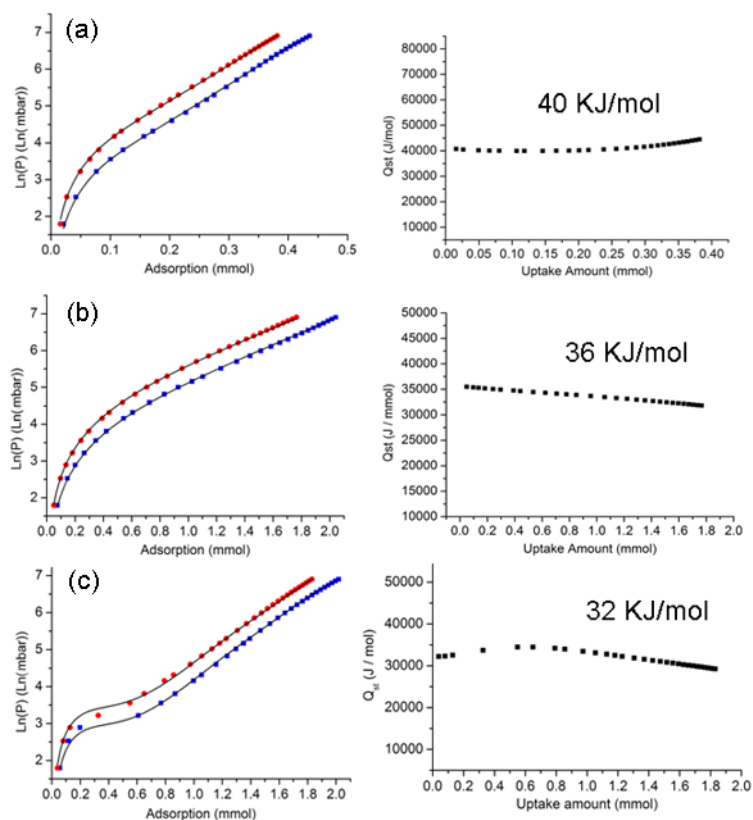 (a)
7
6
5
4
3
2
Ln(P) (Ln(mbar))
0.0 0.1 0.2 0.3 0.4 0.5
Adsorption (mmol)
40 KJ/mol
80000
70000
60000
50000
40000
30000
20000
10000
Qst (J/mol)
0.00 0.05 0.10 0.15 0.20 0.25 0.30 0.35 0.40
Uptake Amount (mmol)
(b)
7
6
5
4
3
2
Ln(P) (Ln(mbar))
0.0 0.2 0.4 0.6 0.8 1.0 1.2 1.4 1.6 1.8 2.0
Adsorption (mmol)
36 KJ/mol
50000
45000
40000
35000
30000
25000
20000
15000
10000
Qst (J / mmol)
0.0 0.2 0.4 0.6 0.8 1.0 1.2 1.4 1.6 1.8 2.0
Uptake Amount (mmol)
(c)
7
6
5
4
3
2
Ln(P) (Ln(mbar))
0.0 0.2 0.4 0.6 0.8 1.0 1.2 1.4 1.6 1.8 2.0
Adsorption (mmol)
32 KJ/mol
50000
40000
30000
20000
10000
Qst (J / mol)
0.0 0.2 0.4 0.6 0.8 1.0 1.2 1.4 1.6 1.8 2.0
Uptake amount (mmol)